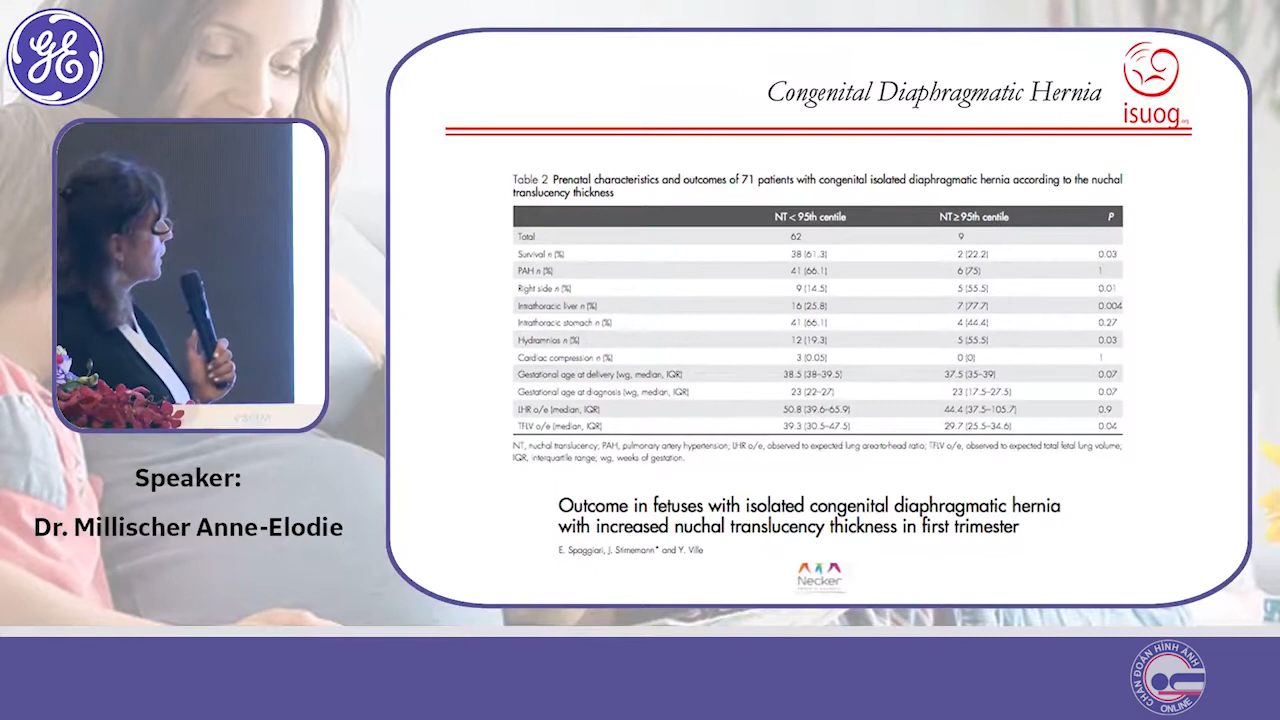 GE
Speaker:
Dr. Millischer Anne-Elodie
Congenital Diaphragmatic Hernia
isuog.org
Table 2 Prenatal characteristics and outcomes of 71 patients with congenital isolated diaphragmatic hernia according to the nuchal
translucency thickness
NT < 95th centile NT ≥ 95th centile P
Total 62 9
Survival n (%) 38 (61.3) 2 (22.2) 0.03
PAH n (%) 41 (66.1) 6 (75) 1
Right side n (%) 9 (14.5) 5 (55.5) 0.01
Intrathoracic liver n (%) 16 (25.8) 7 (77.7) 0.004
Intrathoracic stomach n (%) 41 (66.1) 4 (44.4) 0.27
Hydramnios n (%) 12 (19.3) 5 (55.5) 0.03
Cardiac compression n (%) 3 (0.05) 0 (0) 1
Gestational age at delivery (wg, median, IQR) 38.5 (38–39.5) 37.5 (35–39) 0.07
Gestational age at diagnosis (wg, median, IQR) 23 (22–27) 23 (17.5–27.5) 0.07
LHR o/e (median, IQR) 50.8 (39.6–65.9) 44.4 (37.5–105.7) 0.9
TFLV o/e (median, IQR) 39.3 (30.5–47.5) 29.7 (25.5–34.6) 0.04
NT, nuchal translucency; PAH, pulmonary artery hypertension; LHR o/e, observed to expected lung area-to-head ratio; TFLV o/e, observed to expected total fetal lung volume;
IQR, interquartile range; wg, weeks of gestation.
Outcome in fetuses with isolated congenital diaphragmatic hernia
with increased nuchal translucency thickness in first trimester
E. Spaggiari, J. Stirnemann* and Y. Ville
Necker
CHẨN ĐOÁN HÌNH ẢNH
ONLINE